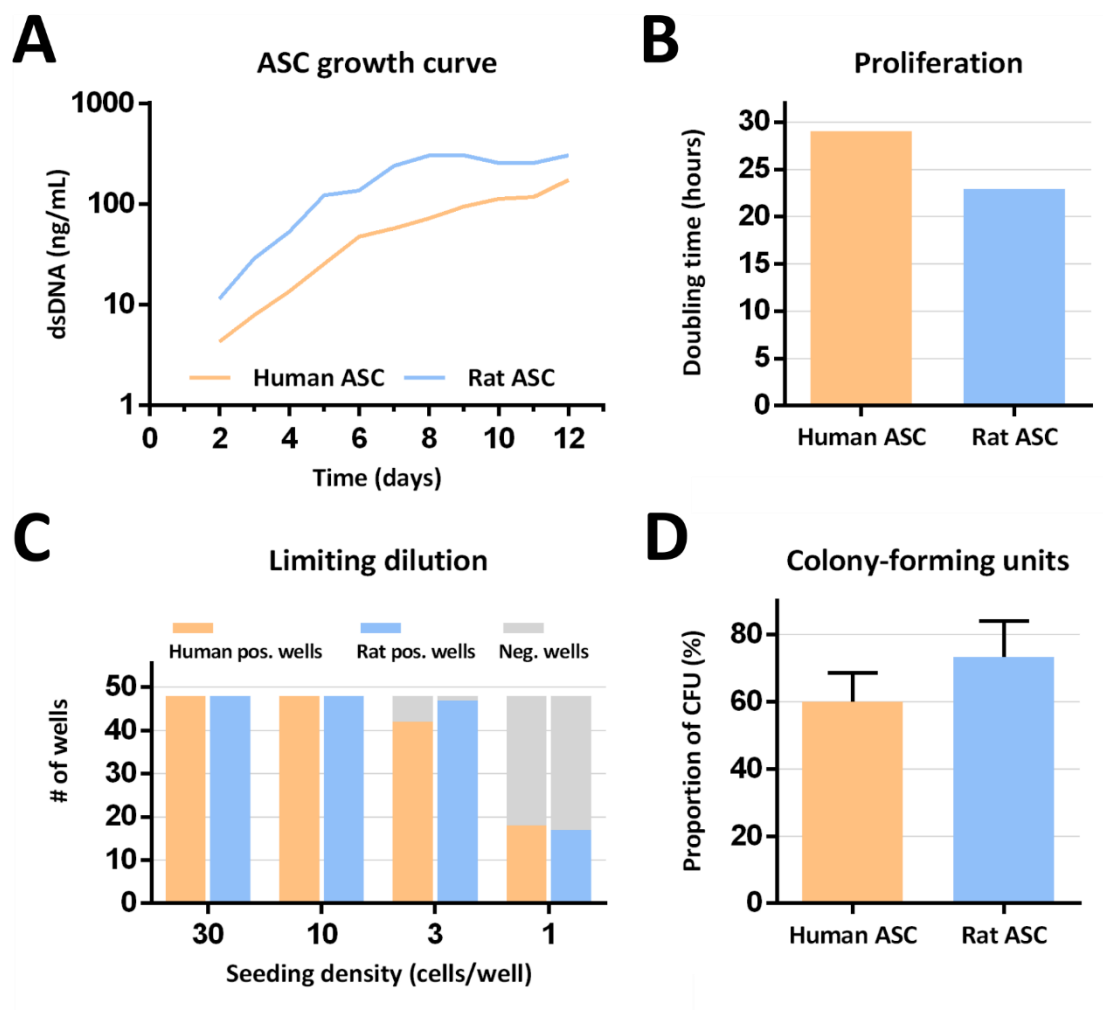 A
ASC growth curve
dsDNA (ng/mL)
1000
100
10
1
Human ASC Rat ASC
0 2 4 6 8 10 12
Time (days)
B
Proliferation
Doubling time (hours)
30
25
20
15
10
5
0
Human ASC Rat ASC
C
Limiting dilution
Human pos. wells Rat pos. wells Neg. wells
# of wells
50
40
30
20
10
0
30 10 3 1
Seeding density (cells/well)
D
Colony-forming units
Proportion of CFU (%)
80
60
40
20
0
Human ASC Rat ASC